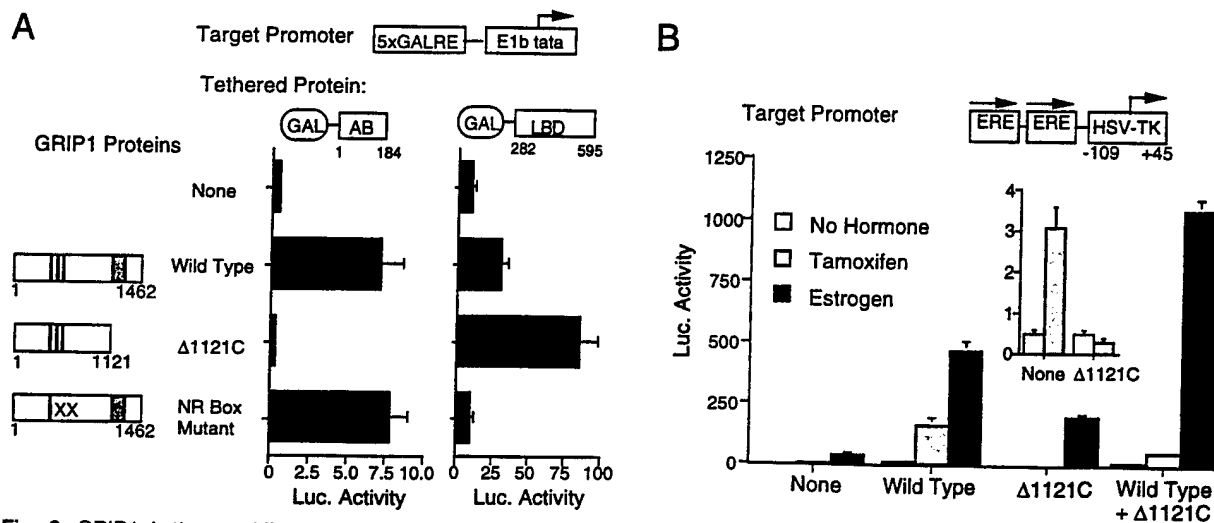 A
Target Promoter
5xGALRE
E1b tata
Tethered Protein:
GAL
AB
1
184
GAL
LBD
282
595
GRIP1 Proteins
None
Wild Type
1
1462
Δ1121C
1
1121
XX
1
1462
NR Box
Mutant
0
2.5
5.0
7.5
10.0
Luc. Activity
0
25
50
75
100
Luc. Activity
B
Target Promoter
ERE
ERE
HSV-TK
-109
+45
1250
1000
750
500
250
0
Luc. Activity
No Hormone
Tamoxifen
Estrogen
4
3
2
1
0
None
Δ1121C
None
Wild Type
Δ1121C
Wild Type
+ Δ1121C